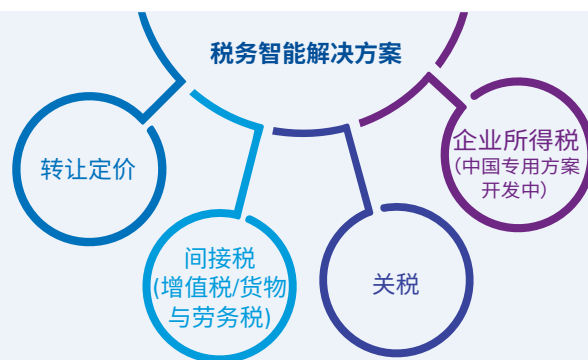 税务智能解决方案
转让定价
间接税
(增值税/货物
与劳务税)
关税
企业所得税
(中国专用方案
开发中)